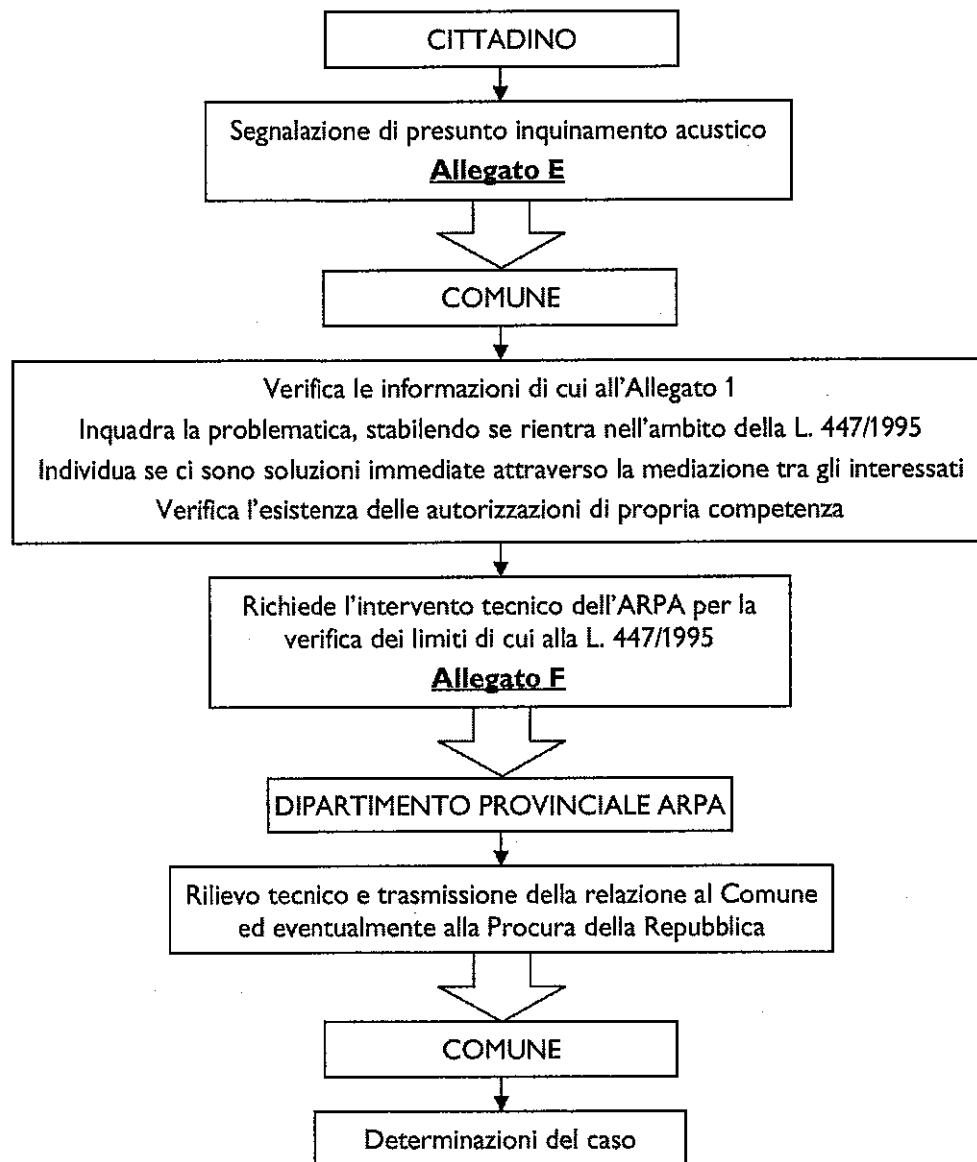 CITTADINO
Segnalazione di presunto inquinamento acustico
Allegato E
COMUNE
Verifica le informazioni di cui all'Allegato 1
Inquadra la problematica, stabilendo se rientra nell'ambito della L. 447/1995
Individua se ci sono soluzioni immediate attraverso la mediazione tra gli interessati
Verifica l'esistenza delle autorizzazioni di propria competenza
Richiede l'intervento tecnico dell'ARPA per la
verifica dei limiti di cui alla L. 447/1995
Allegato F
DIPARTIMENTO PROVINCIALE ARPA
Rilievo tecnico e trasmissione della relazione al Comune
ed eventualmente alla Procura della Repubblica
COMUNE
Determinazioni del caso